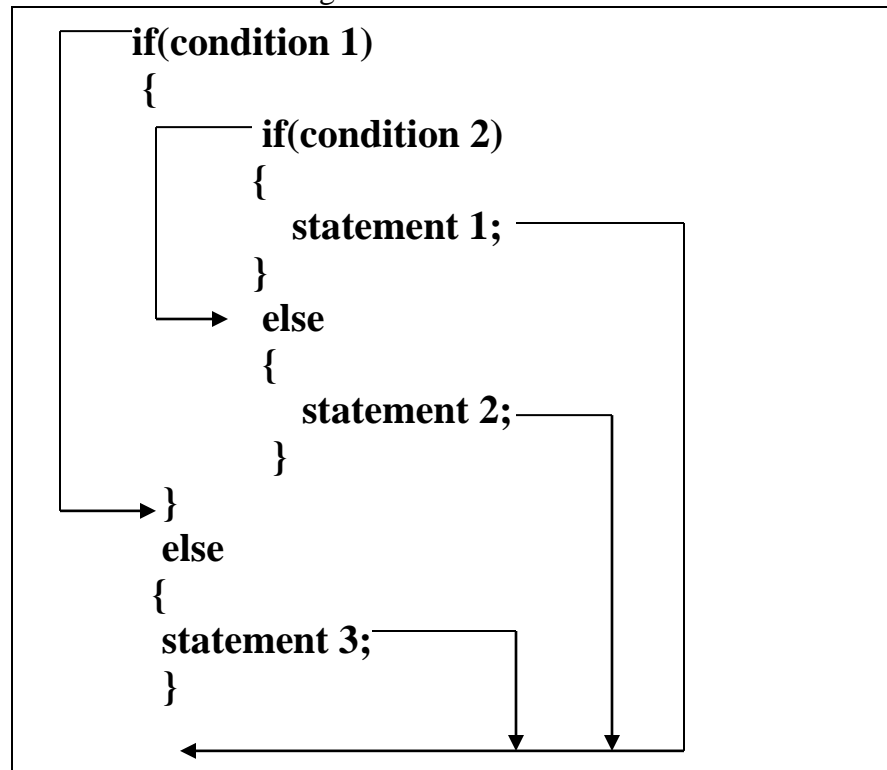 if(condition 1)
{
if(condition 2)
{
statement 1;
}
else
{
statement 2;
}
}
else
{
statement 3;
}